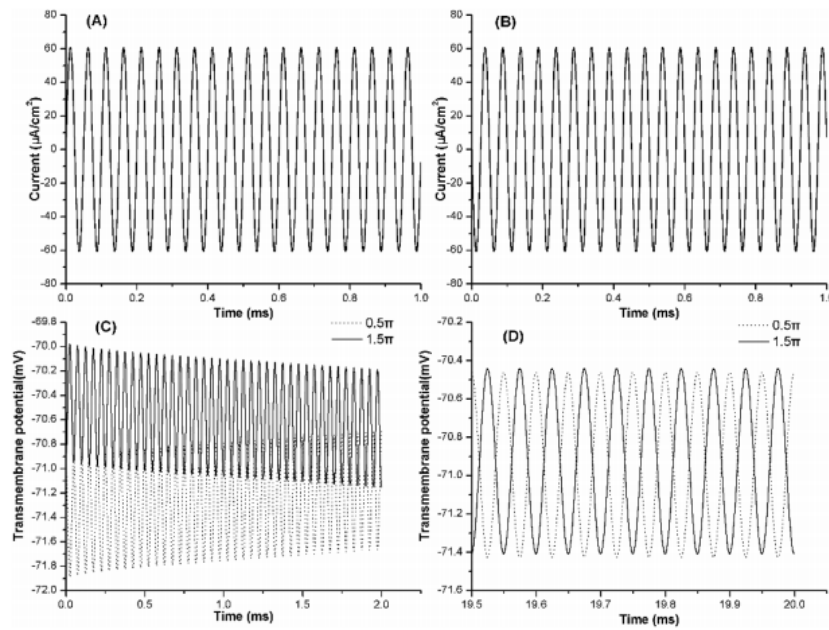 (A)
80
60
40
20
0
-20
-40
-60
-80
Current (µA/cm²)
0.0 0.2 0.4 0.6 0.8 1.0
Time (ms)
(B)
80
60
40
20
0
-20
-40
-60
-80
Current (µA/cm²)
0.0 0.2 0.4 0.6 0.8 1.0
Time (ms)
(C)
0.5π
1.5π
-69.8
-70.0
-70.2
-70.4
-70.6
-70.8
-71.0
-71.2
-71.4
-71.6
-71.8
-72.0
Transmembrane potential(mV)
0.0 0.5 1.0 1.5 2.0
Time (ms)
(D)
0.5π
1.5π
-70.2
-70.4
-70.6
-70.8
-71.0
-71.2
-71.4
-71.6
Transmembrane potential(mV)
19.5 19.6 19.7 19.8 19.9 20.0
Time (ms)